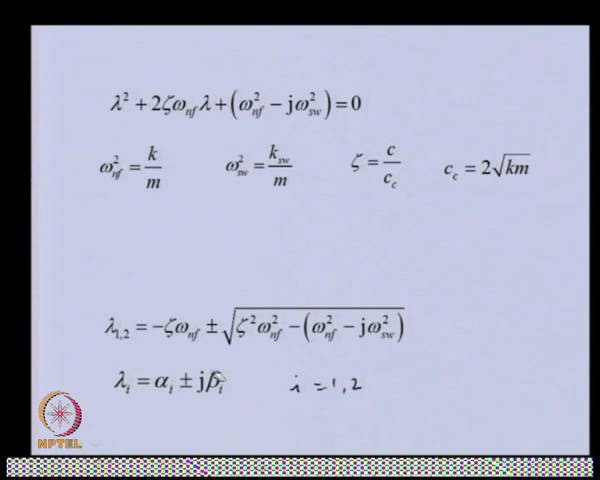 λ² + 2ζω_nf λ + (ω²_nf − jω²_sw) = 0
ω²_nf = k/m ω²_sw = k_sw/m ζ = c/c_c c_c = 2√(km)
λ_1,2 = −ζω_nf ± √(ζ²ω²_nf − (ω²_nf − jω²_sw))
λ_i = α_i ± jβ_i i = 1, 2
NPTEL